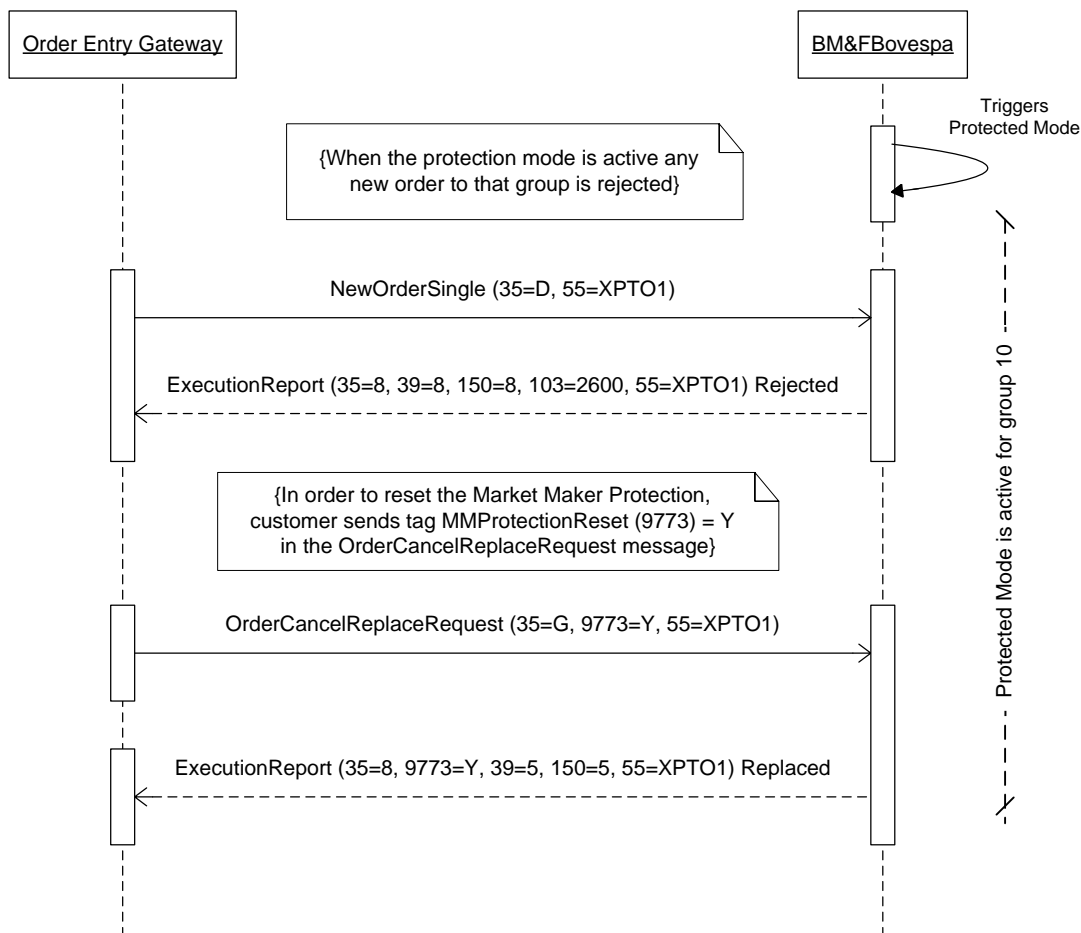 Order Entry Gateway
BM&FBovespa
Triggers
Protected Mode
{When the protection mode is active any
new order to that group is rejected}
NewOrderSingle (35=D, 55=XPTO1)
ExecutionReport (35=8, 39=8, 150=8, 103=2600, 55=XPTO1) Rejected
{In order to reset the Market Maker Protection,
customer sends tag MMProtectionReset (9773) = Y
in the OrderCancelReplaceRequest message}
OrderCancelReplaceRequest (35=G, 9773=Y, 55=XPTO1)
ExecutionReport (35=8, 9773=Y, 39=5, 150=5, 55=XPTO1) Replaced
Protected Mode is active for group 10